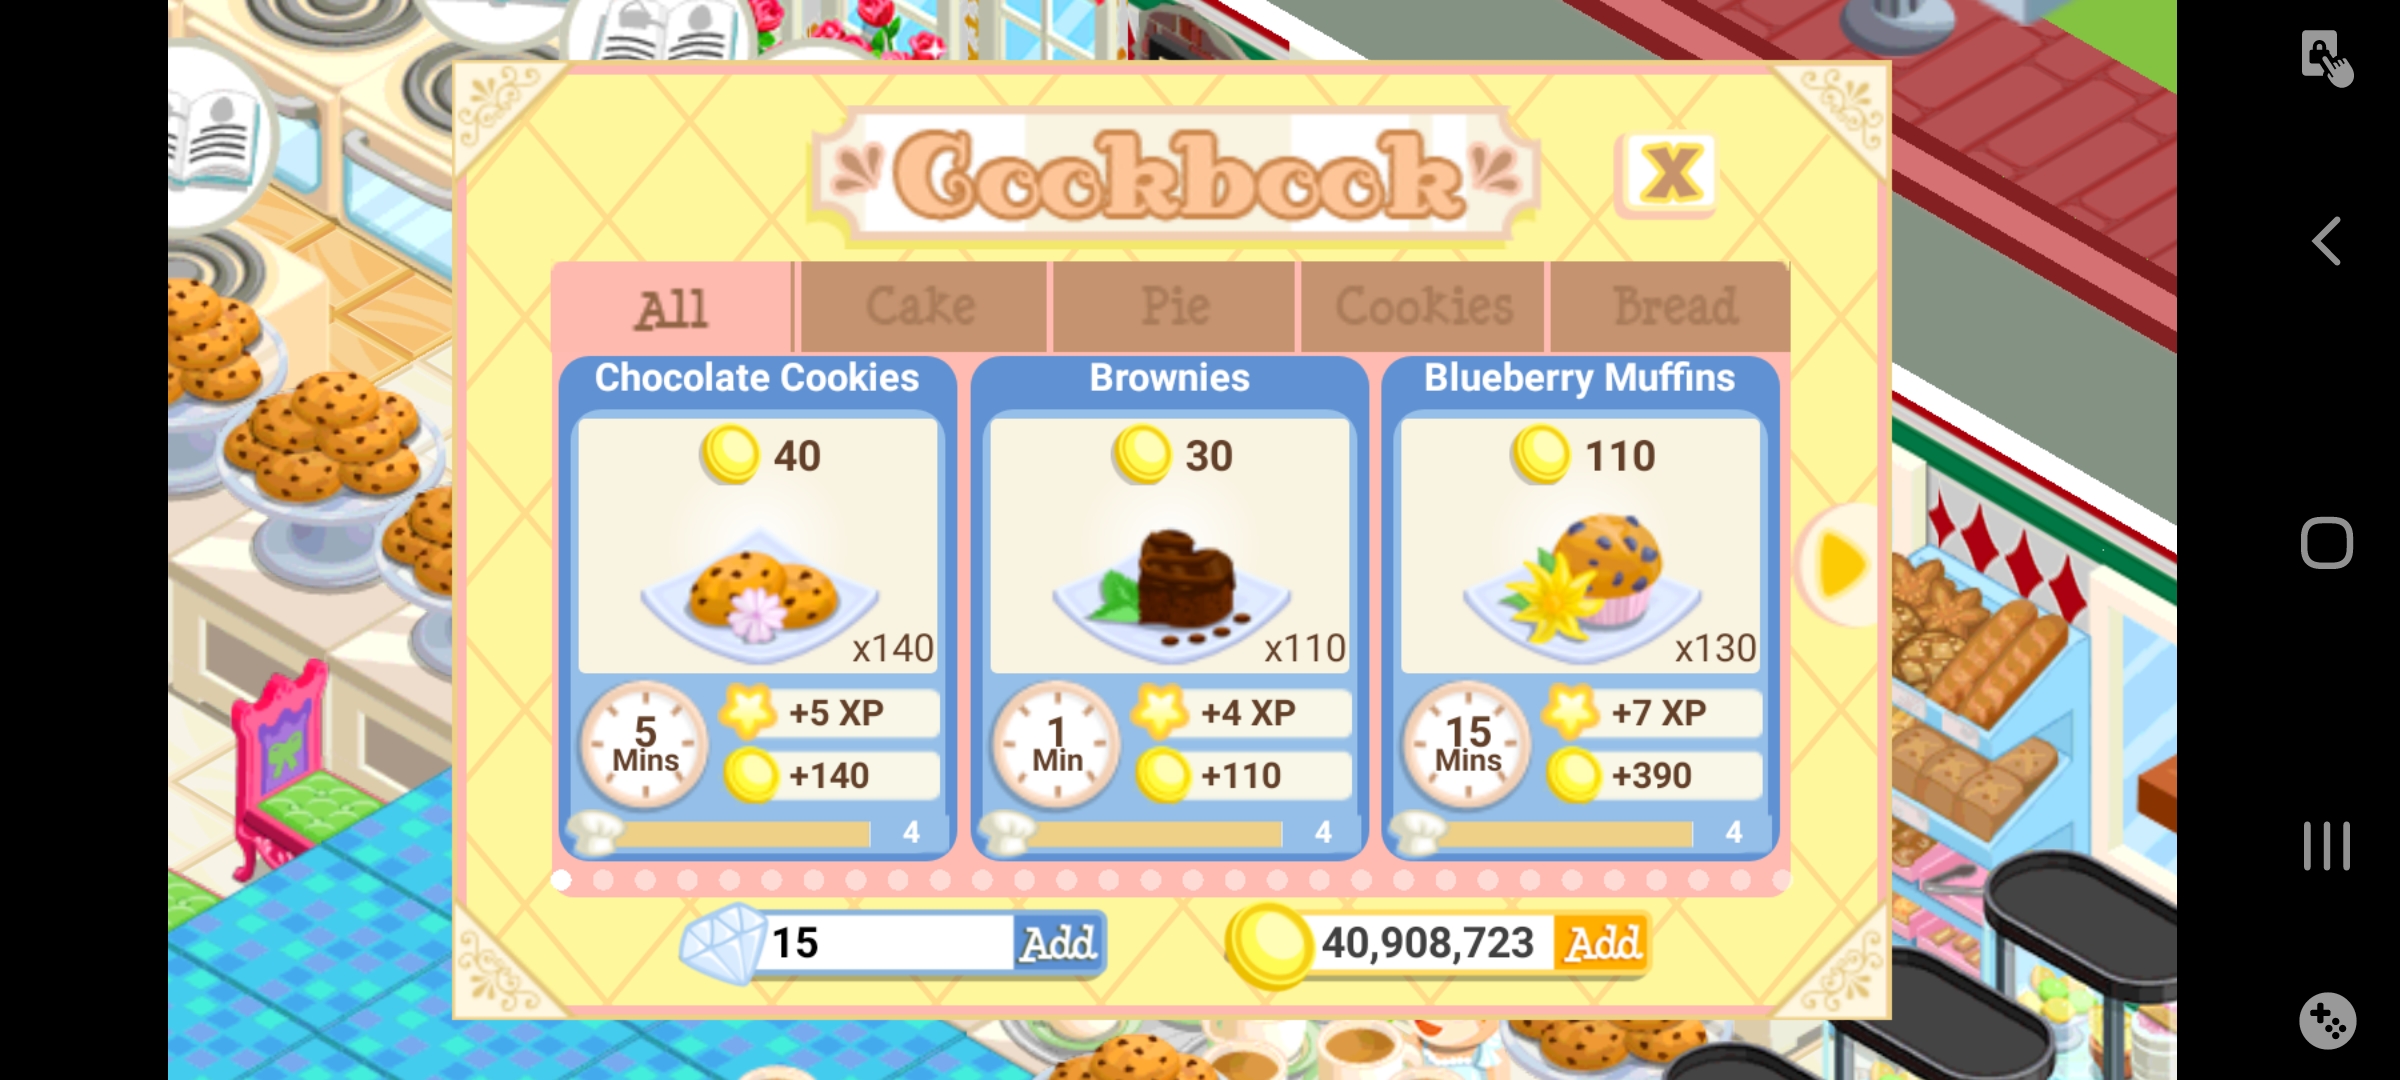 Cookbook
X
All Cake Pie Cookies Bread
Chocolate Cookies
40
x140
5
Mins
+5 XP
+140
4
Brownies
30
x110
1
Min
+4 XP
+110
4
Blueberry Muffins
110
x130
15
Mins
+7 XP
+390
4
15 Add
40,908,723 Add